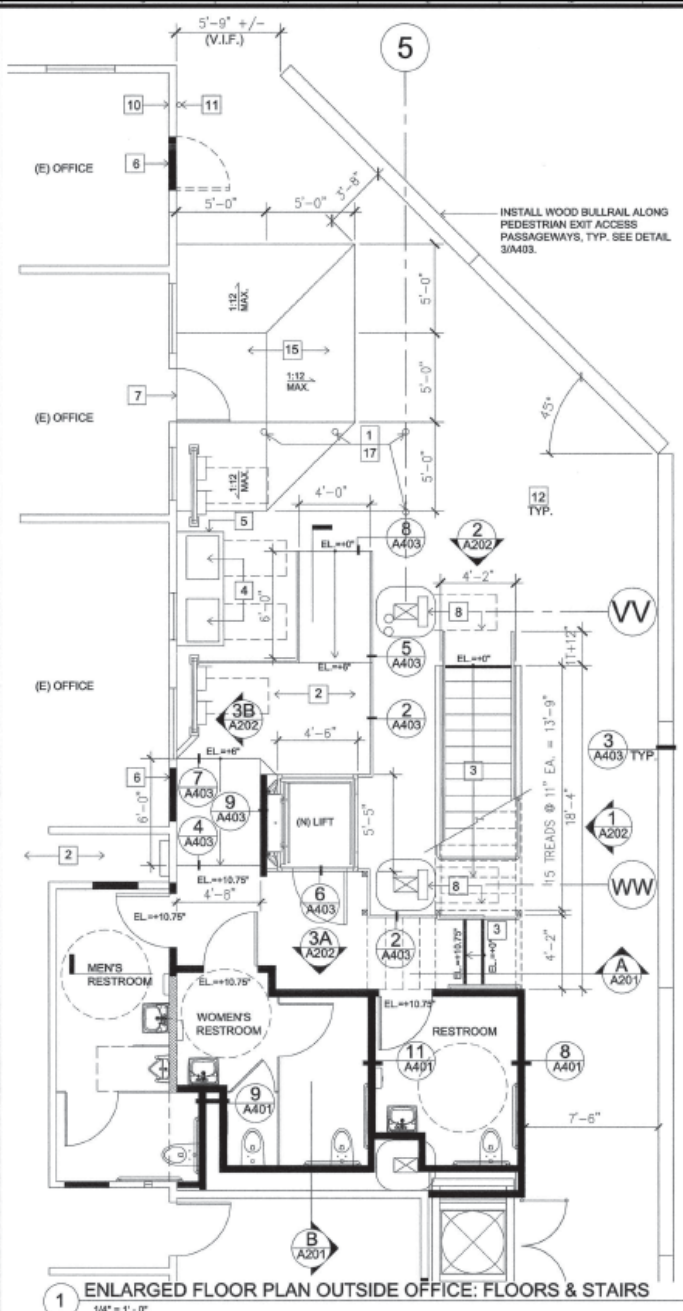 5'-9" +/-
(V.I.F.)
5
10
11
(E) OFFICE
6
5'-0"
5'-0"
3'-8"
INSTALL WOOD BULLRAIL ALONG
PEDESTRIAN EXIT ACCESS
PASSAGEWAYS, TYP. SEE DETAIL
3/A403.
1:12
MAX.
5'-0"
15
1:12
MAX.
5'-0"
7
(E) OFFICE
45°
1
17
1:12
MAX.
5'-0"
4'-0"
12
TYP.
5
EL.=+0"
8
A403
2
A202
4'-2"
4
6'-0"
8
VV
5
A403
EL.=+0"
EL.=+6"
(E) OFFICE
2
2
A403
3B
A202
4'-6"
3
A403
TYP.
EL.=+6"
6
7
A403
9
A403
6'-0"
(N) LIFT
5'-5"
3
15 TREADS @ 11" EA. = 13'-9"
18'-4"
1
A202
4
A403
2
EL.=+10.75"
4'-8"
6
A403
8
WW
EL.=+10.75"
3A
A202
2
A403
EL.=+10.75"
EL.=+0"
3
4'-2"
A
A201
MEN'S
RESTROOM
EL.=+10.75"
WOMEN'S
RESTROOM
EL.=+10.75"
RESTROOM
11
A401
8
A401
9
A401
7'-6"
B
A201
1
ENLARGED FLOOR PLAN OUTSIDE OFFICE: FLOORS & STAIRS
1/4" = 1'-0"